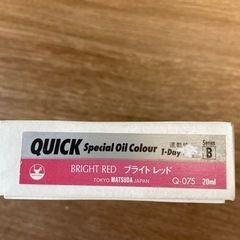 QUICK Special Oil Colour 1-Day Series B
BRIGHT RED ブライト レッド
TOKYO MATSUDA JAPAN Q-075 20ml